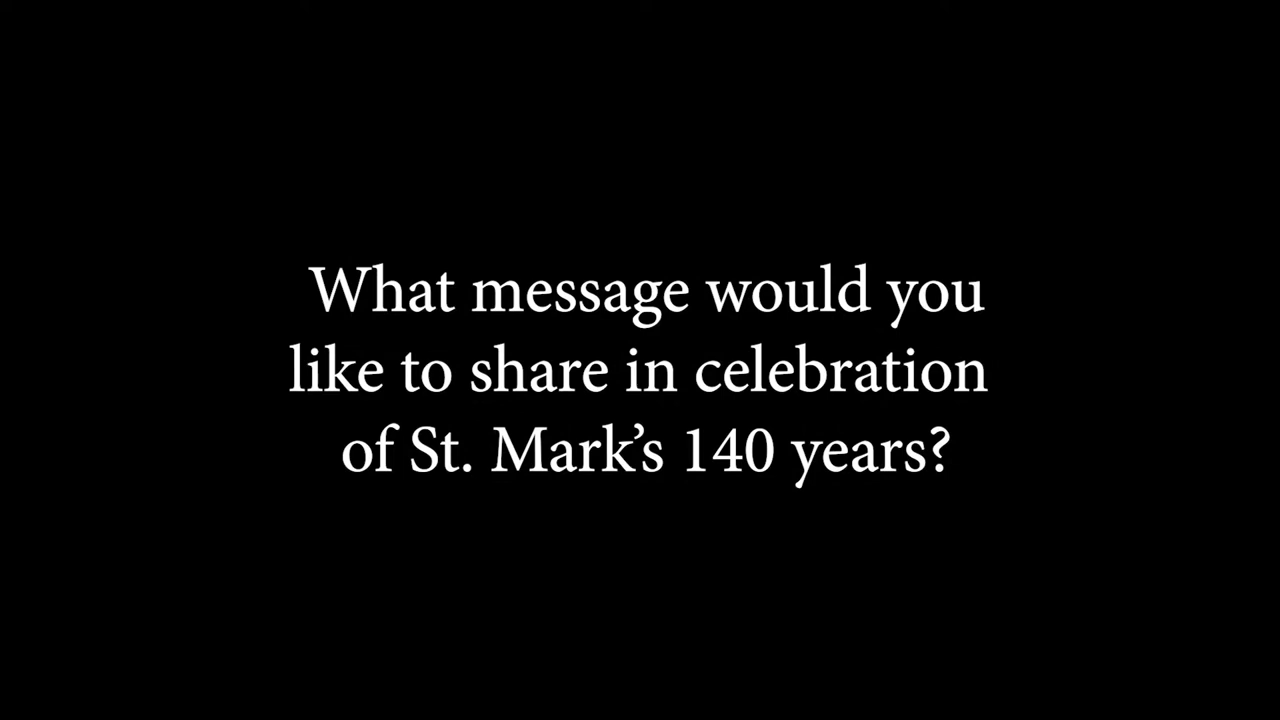 What message would you
like to share in celebration
of St. Mark’s 140 years?